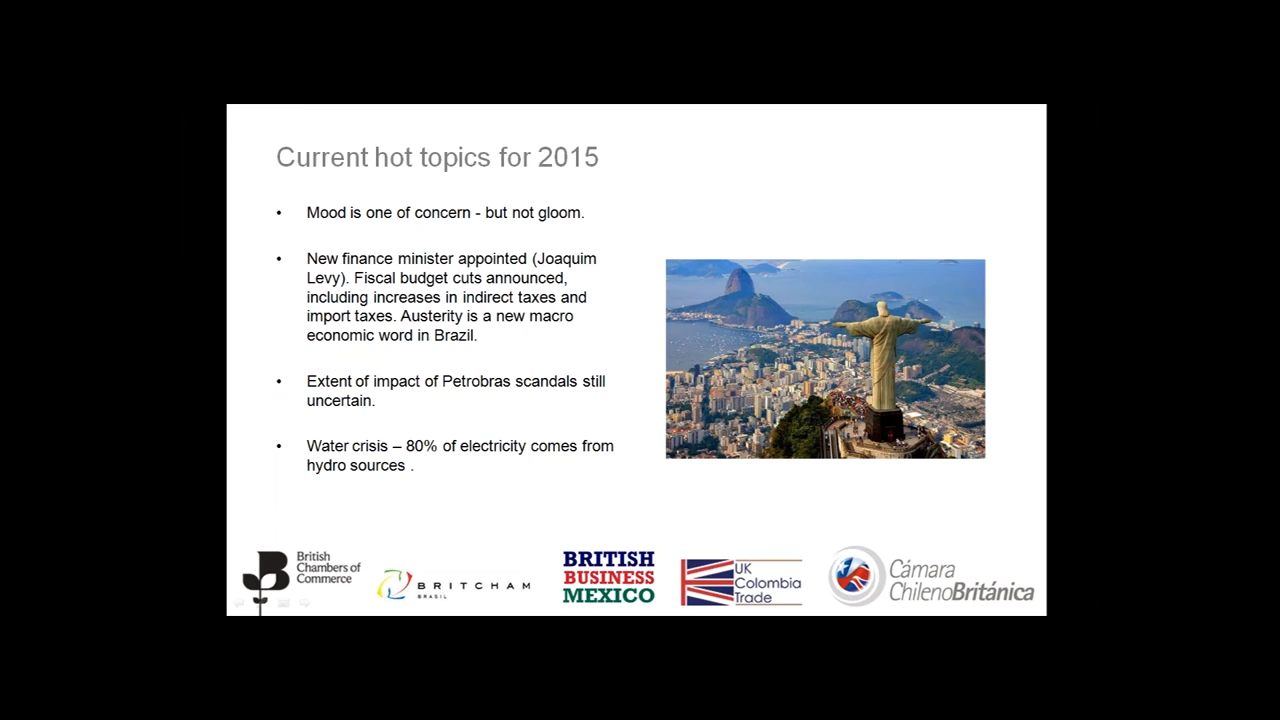 Current hot topics for 2015
• Mood is one of concern - but not gloom.
• New finance minister appointed (Joaquim
Levy). Fiscal budget cuts announced,
including increases in indirect taxes and
import taxes. Austerity is a new macro
economic word in Brazil.
• Extent of impact of Petrobras scandals still
uncertain.
• Water crisis – 80% of electricity comes from
hydro sources .
British
Chambers of
Commerce
BRITCHAM
BRASIL
BRITISH
BUSINESS
MEXICO
UK
Colombia
Trade
Cámara
ChilenoBritánica